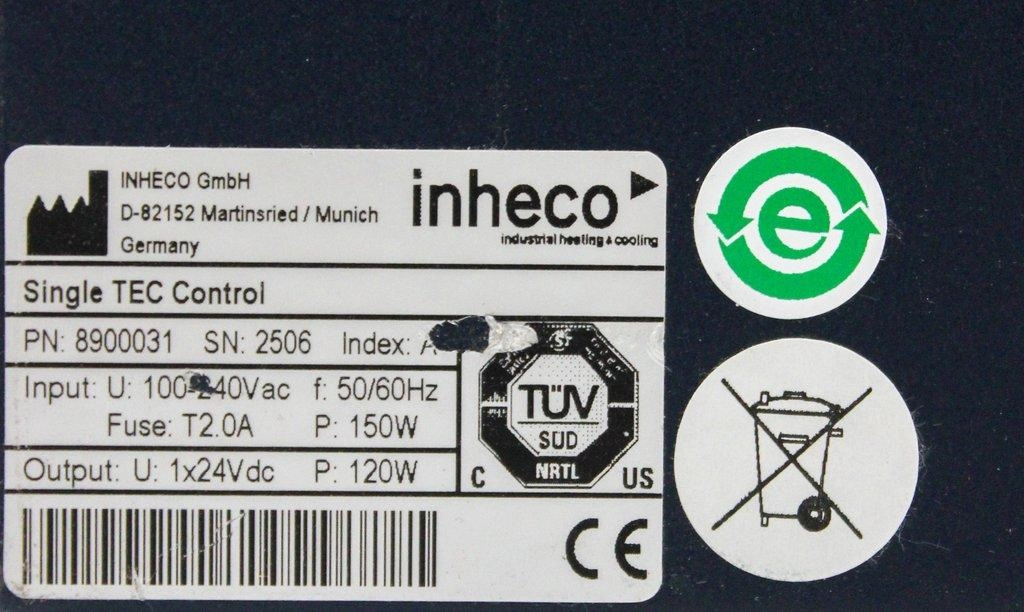 INHECO GmbH
D-82152 Martinsried / Munich
Germany
inheco
industrial heating & cooling
Single TEC Control
PN: 8900031 SN: 2506 Index: A
Input: U: 100-240Vac f: 50/60Hz
Fuse: T2.0A P: 150W
Output: U: 1x24Vdc P: 120W
TÜV
SÜD
NRTL
C US
CE
e